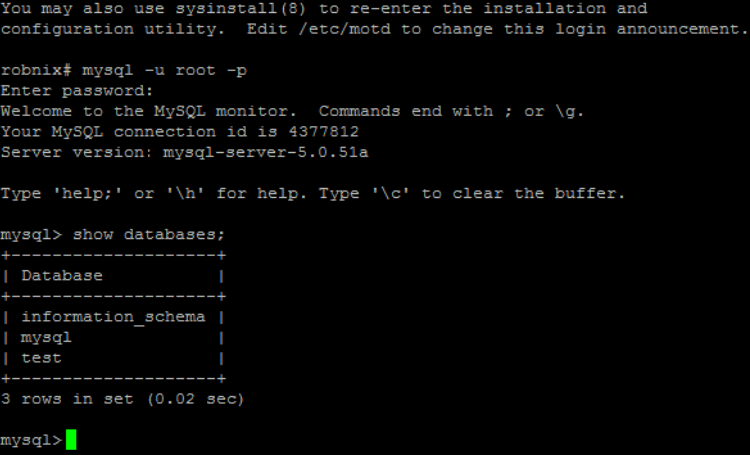 You may also use sysinstall(8) to re-enter the installation and
configuration utility.  Edit /etc/motd to change this login announcement.
robnix# mysql -u root -p
Enter password:
Welcome to the MySQL monitor.  Commands end with ; or \g.
Your MySQL connection id is 4377812
Server version: mysql-server-5.0.51a
Type 'help;' or '\h' for help. Type '\c' to clear the buffer.
mysql> show databases;
+--------------------+
| Database           |
+--------------------+
| information_schema |
| mysql              |
| test               |
+--------------------+
3 rows in set (0.02 sec)
mysql>